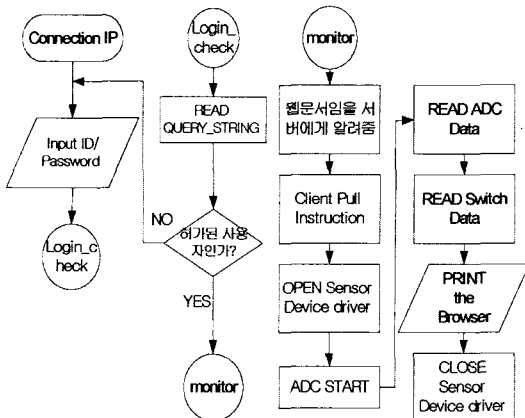 Connection IP
Input ID/
Password
Login_c
heck
Login_
check
READ
QUERY_STRING
NO
허가된 사용
자인가?
YES
monitor
monitor
웹문서임을 서
버에게 알려줌
Client Pull
Instruction
OPEN Sensor
Device driver
ADC START
READ ADC
Data
READ Switch
Data
PRINT
the
Browser
CLOSE
Sensor
Device driver